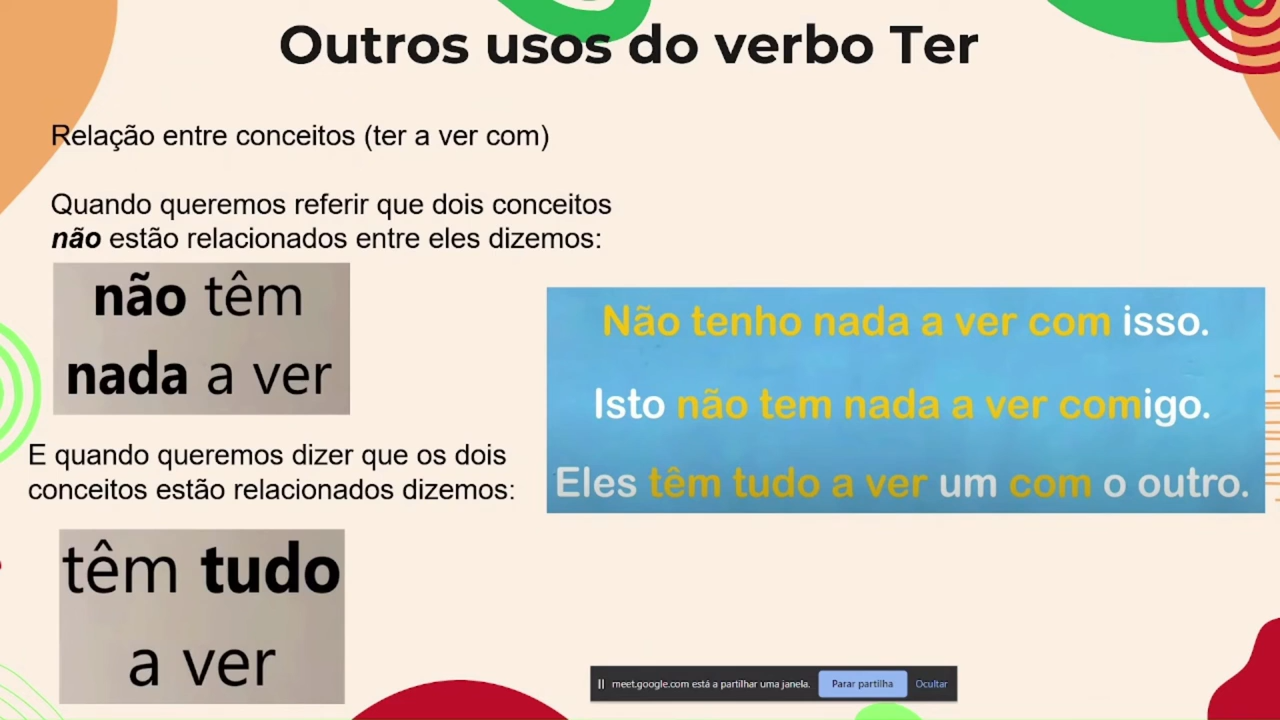 Outros usos do verbo Ter
Relação entre conceitos (ter a ver com)
Quando queremos referir que dois conceitos
não estão relacionados entre eles dizemos:
não têm
nada a ver
E quando queremos dizer que os dois
conceitos estão relacionados dizemos:
têm tudo
a ver
Não tenho nada a ver com isso.
Isto não tem nada a ver comigo.
Eles têm tudo a ver um com o outro.
meet.google.com está a partilhar uma janela. Parar partilha Ocultar